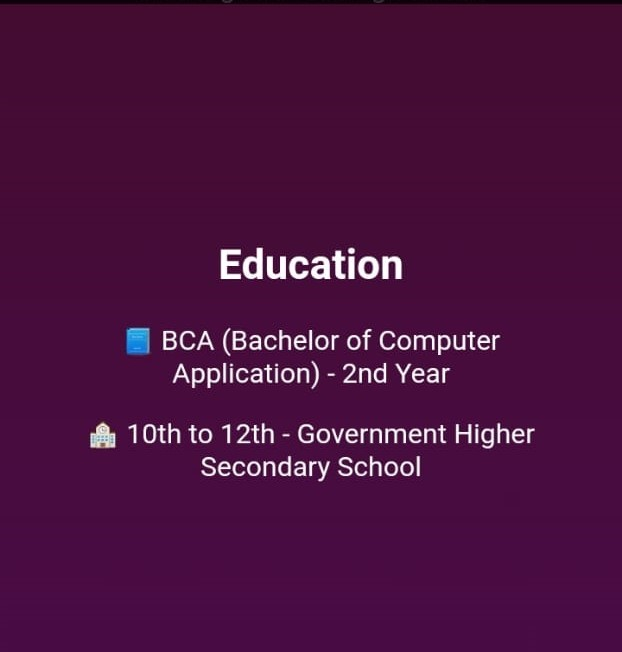 Education
📘 BCA (Bachelor of Computer
Application) - 2nd Year
🏫 10th to 12th - Government Higher
Secondary School